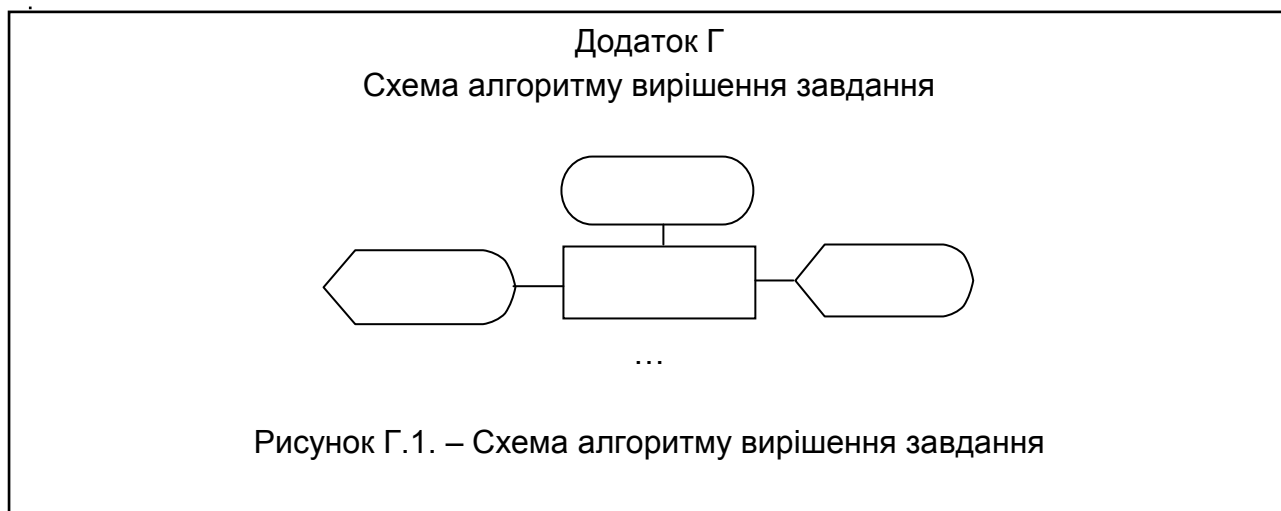 Додаток Г
Схема алгоритму вирішення завдання
…
Рисунок Г.1. – Схема алгоритму вирішення завдання